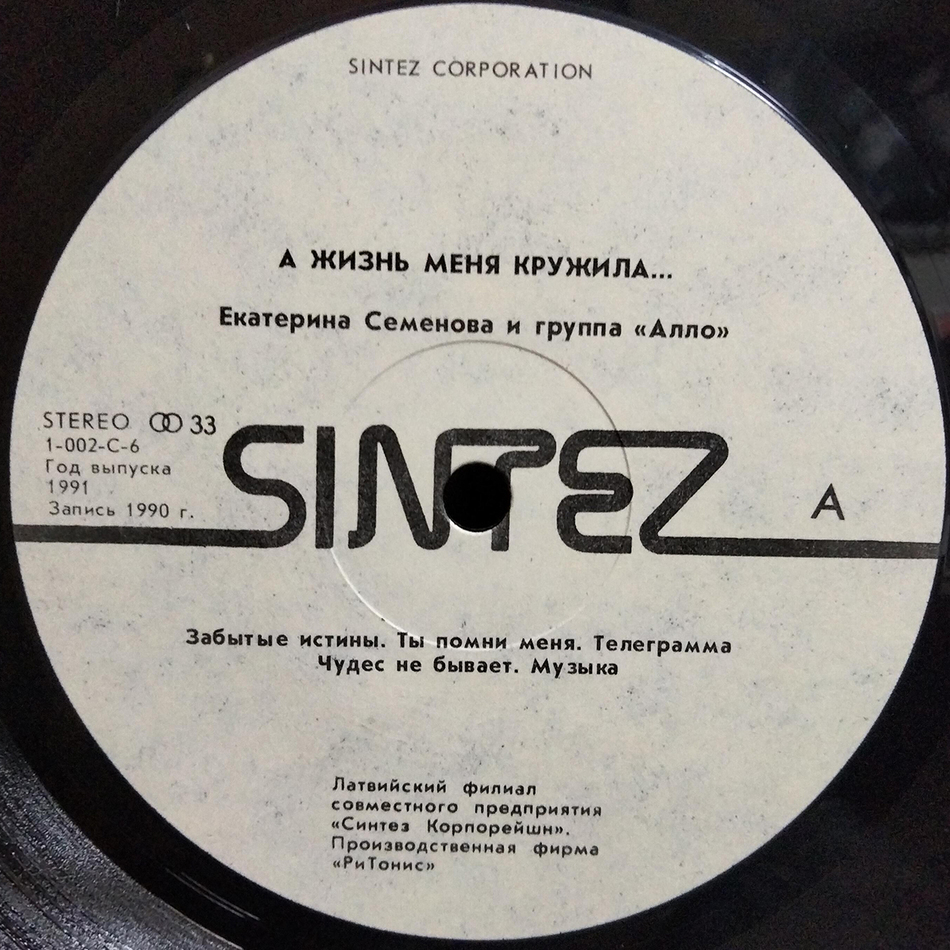 SINTEZ CORPORATION
А ЖИЗНЬ МЕНЯ КРУЖИЛА...
Екатерина Семенова и группа «Алло»
STEREO 33
1-002-С-6
Год выпуска
1991
Запись 1990 г.
SINTEZ
A
Забытые истины. Ты помни меня. Телеграмма
Чудес не бывает. Музыка
Латвийский филиал
совместного предприятия
«Синтез Корпорейшн».
Производственная фирма
«РиТонис»